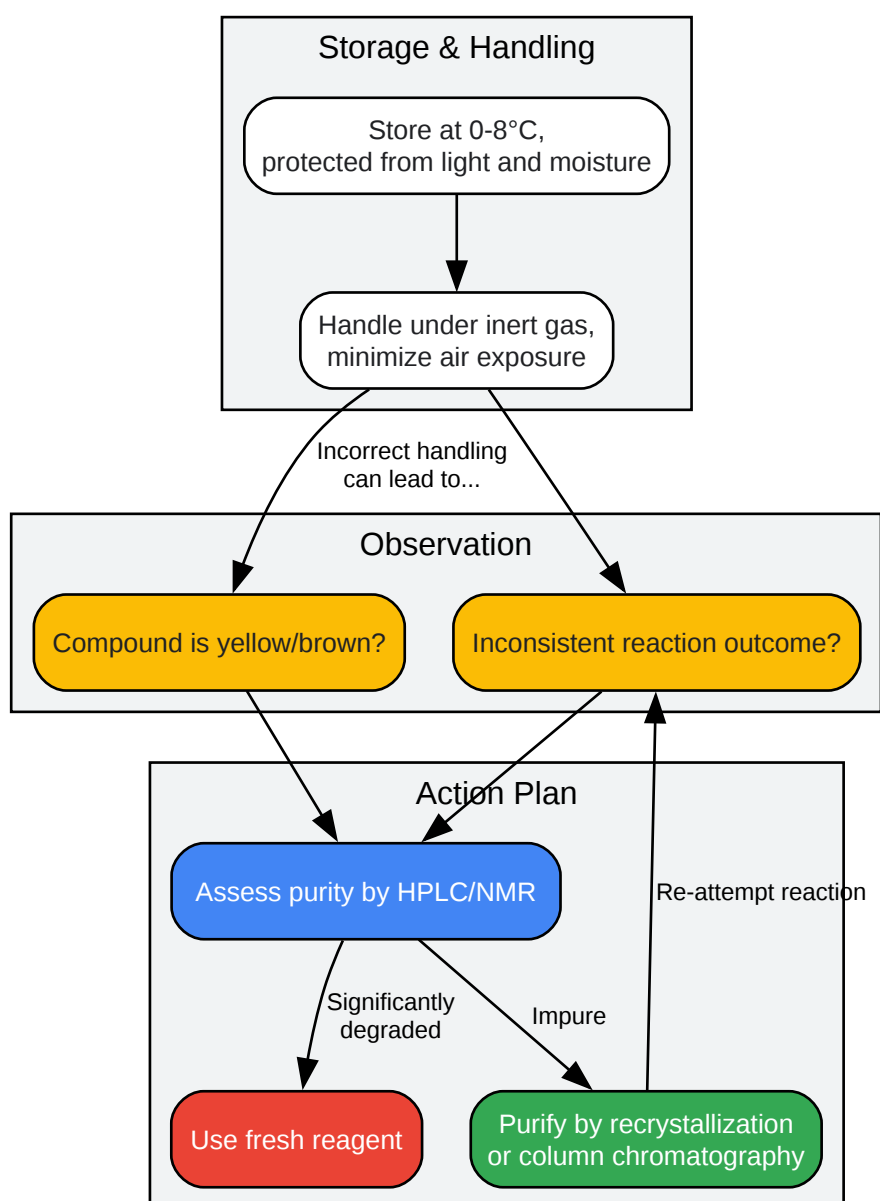 Storage & Handling
Store at 0-8°C,
protected from light and moisture
Handle under inert gas,
minimize air exposure
Incorrect handling
can lead to...
Observation
Compound is yellow/brown?
Inconsistent reaction outcome?
Action Plan
Assess purity by HPLC/NMR
Re-attempt reaction
Significantly
degraded
Impure
Use fresh reagent
Purify by recrystallization
or column chromatography